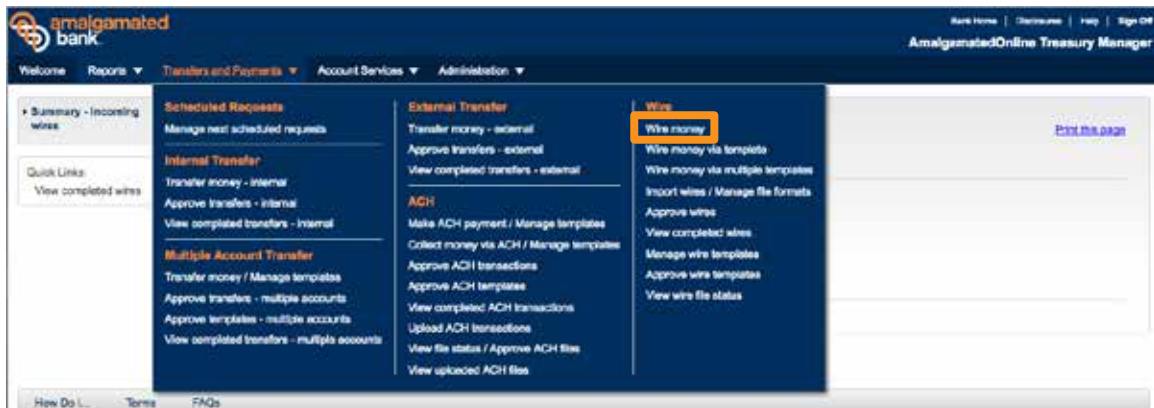 amalgamated
bank
Bank Home | Disclosures | Help | Sign Off
AmalgamatedOnline Treasury Manager
Welcome Reports Transfers and Payments Account Services Administration
Summary - Incoming
wires
Quick Links:
View completed wires
Scheduled Requests
Manage next scheduled requests
Internal Transfer
Transfer money - internal
Approve transfers - internal
View completed transfers - internal
Multiple Account Transfer
Transfer money / Manage templates
Approve transfers - multiple accounts
Approve templates - multiple accounts
View completed transfers - multiple accounts
External Transfer
Transfer money - external
Approve transfers - external
View completed transfers - external
ACH
Make ACH payment / Manage templates
Collect money via ACH / Manage templates
Approve ACH transactions
Approve ACH templates
View completed ACH transactions
Upload ACH transactions
View file status / Approve ACH files
View uploaded ACH files
Wire
Wire money
Wire money via template
Wire money via multiple templates
Import wires / Manage file formats
Approve wires
View completed wires
Manage wire templates
Approve wire templates
View wire file status
Print this page
How Do I... Terms FAQs